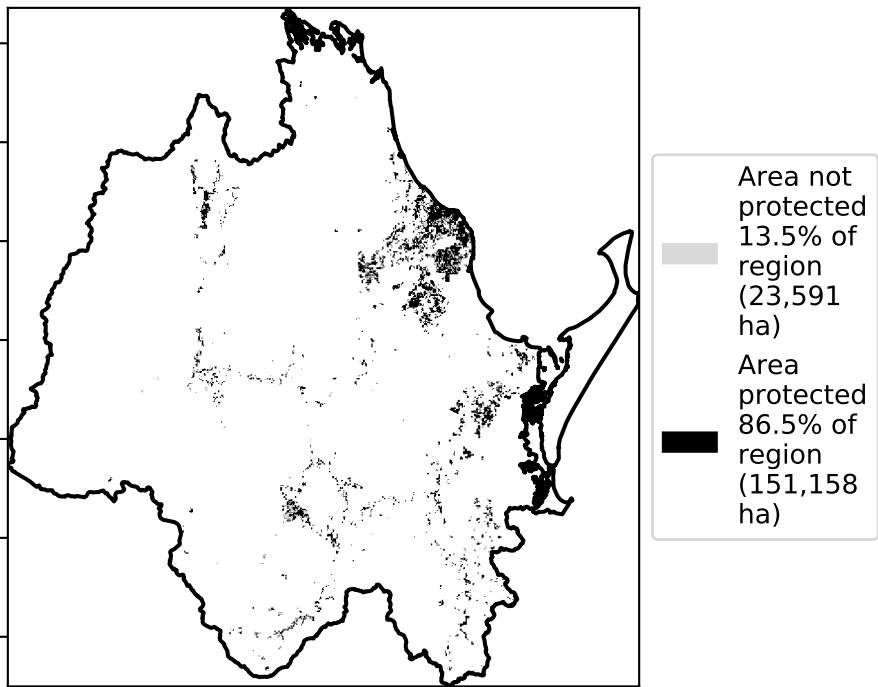 Area not
protected
13.5% of
region
(23,591
ha)
Area
protected
86.5% of
region
(151,158
ha)